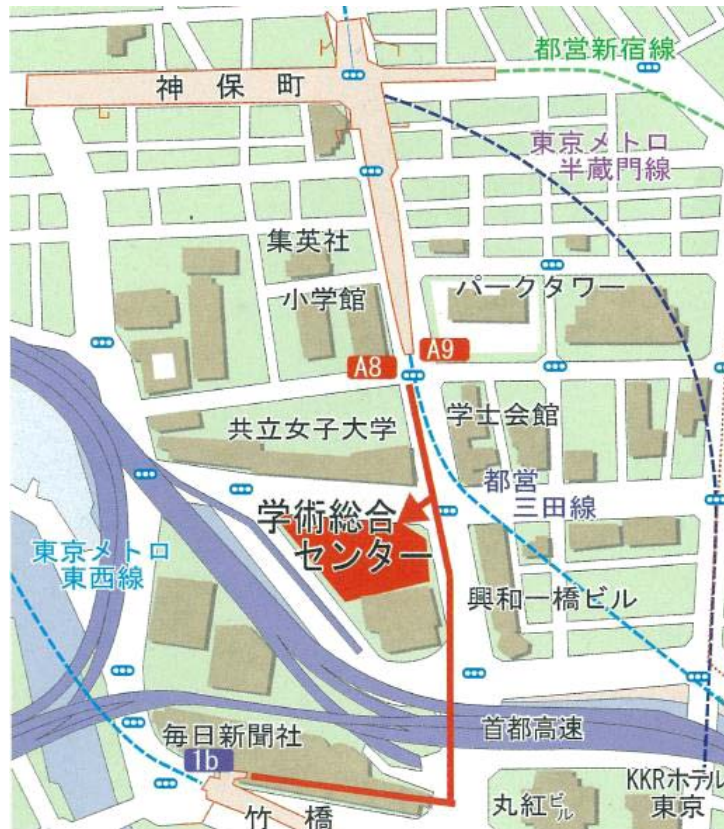 都営新宿線
神保町
東京メトロ
半蔵門線
集英社
小学館
パークタワー
A8
A9
共立女子大学
学士会館
都営
三田線
学術総合
センター
東京メトロ
東西線
興和一橋ビル
首都高速
毎日新聞社
1b
竹橋
丸紅ビル
KKRホテル
東京